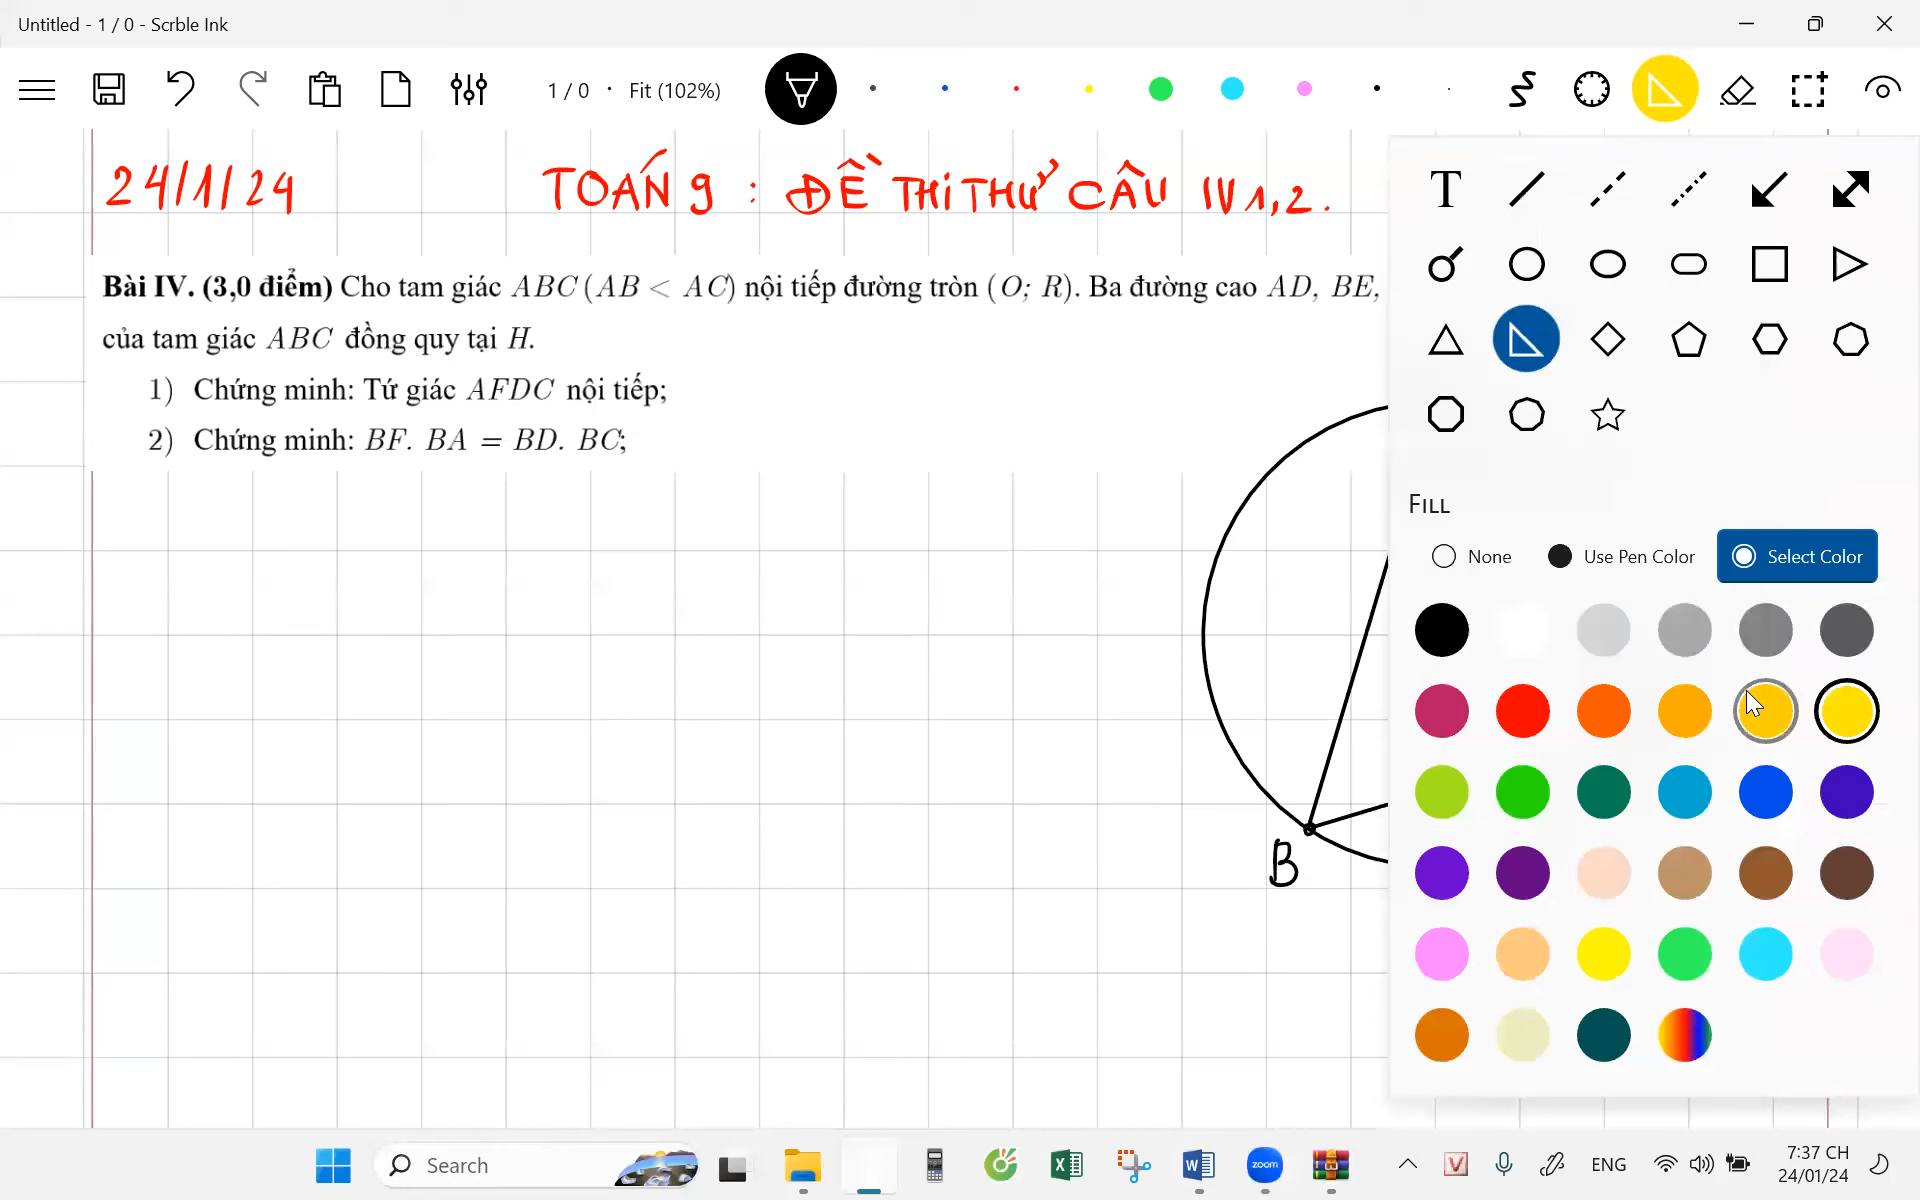 Untitled - 1 / 0 - Scrble Ink
1 / 0 · Fit (102%)
24/1/24 TOÁN 9 : ĐỀ THI THỬ CÂU IV 1, 2.
Bài IV. (3,0 điểm) Cho tam giác ABC (AB < AC) nội tiếp đường tròn (O; R). Ba đường cao AD, BE,
của tam giác ABC đồng quy tại H.
1) Chứng minh: Tứ giác AFDC nội tiếp;
2) Chứng minh: BF. BA = BD. BC;
B
T
FILL
None Use Pen Color Select Color
Search
W zoom
V ENG 7:37 CH
24/01/24